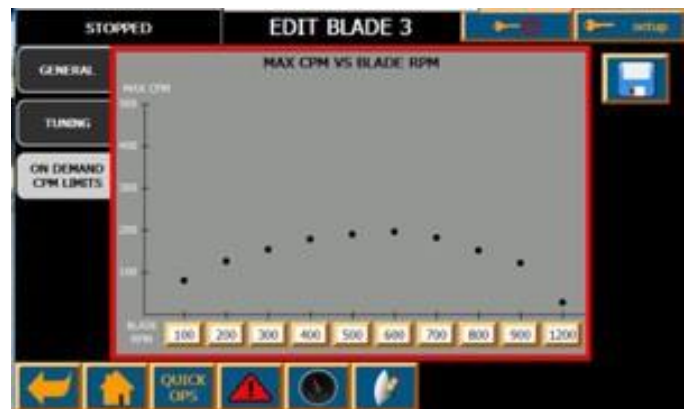 STOPPED
EDIT BLADE 3
setup
GENERAL
TUNING
ON DEMAND
CPM LIMITS
MAX CPM VS BLADE RPM
MAX CPM
500
400
300
200
100
BLADE
RPM
100 200 300 400 500 600 700 800 900 1200
QUICK
OPS